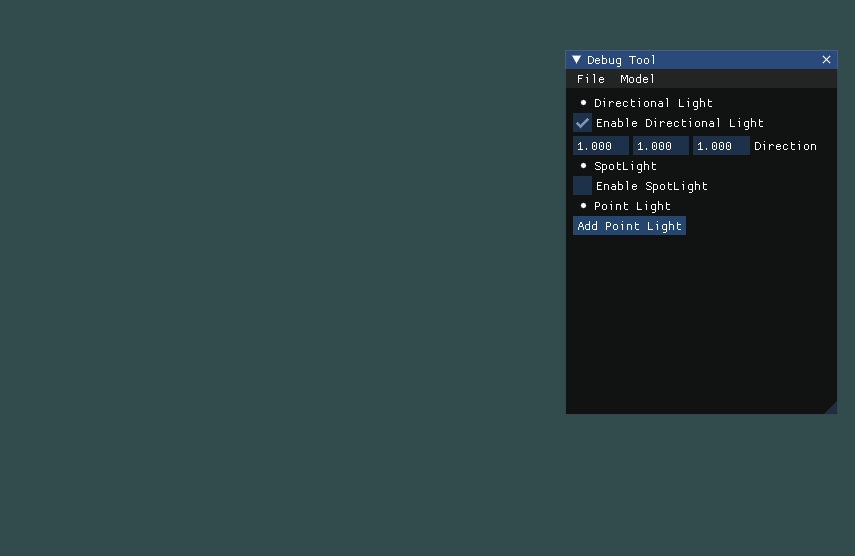 Debug Tool
File Model
Directional Light
Enable Directional Light
1.000 1.000 1.000 Direction
SpotLight
Enable SpotLight
Point Light
Add Point Light